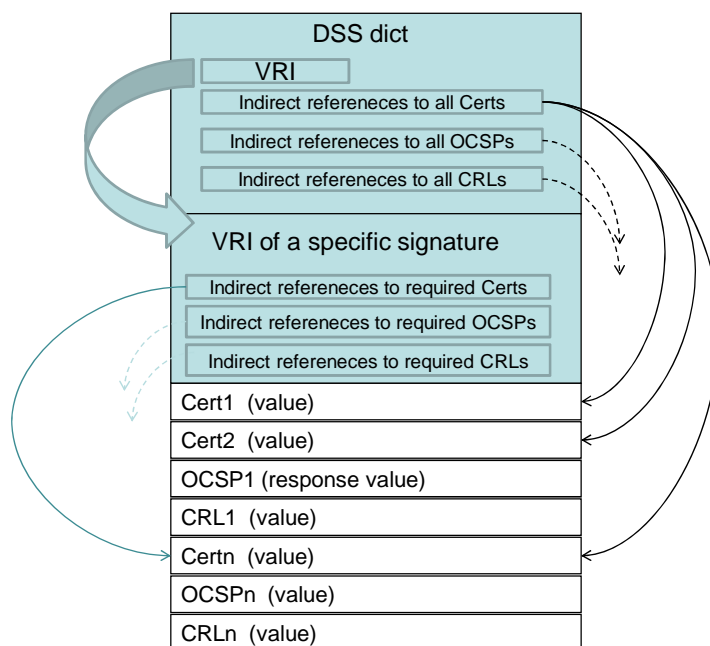 DSS dict
VRI
Indirect refereneces to all Certs
Indirect refereneces to all OCSPs
Indirect refereneces to all CRLs
VRI of a specific signature
Indirect refereneces to required Certs
Indirect refereneces to required OCSPs
Indirect refereneces to required CRLs
Cert1 (value)
Cert2 (value)
OCSP1 (response value)
CRL1 (value)
Certn (value)
OCSPn (value)
CRLn (value)